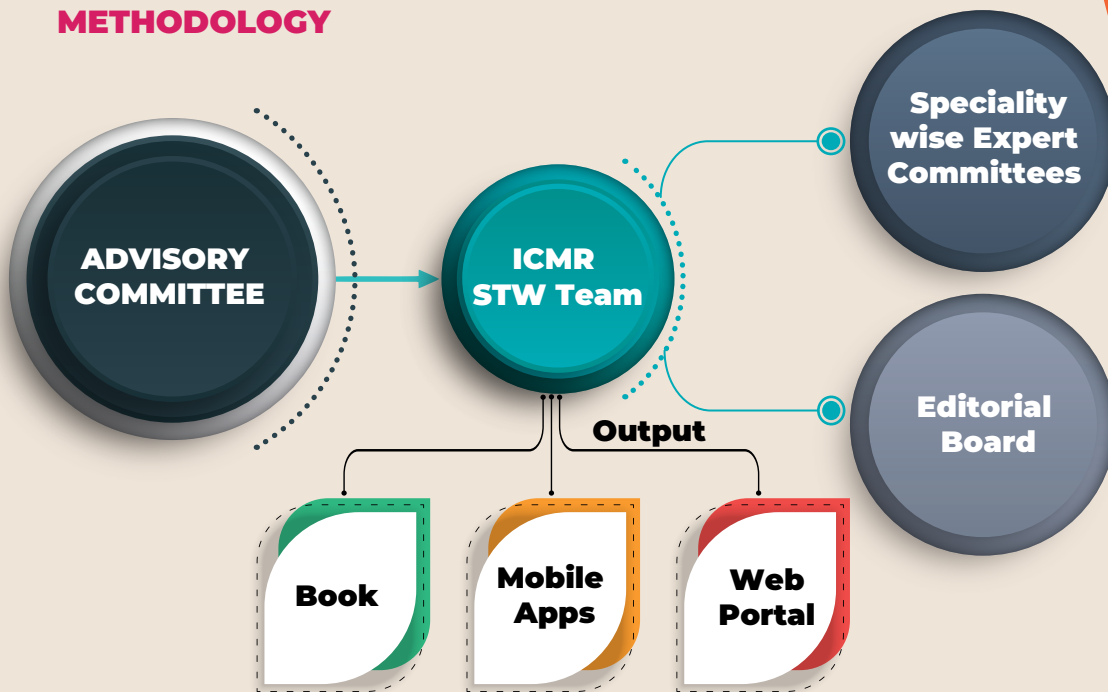 METHODOLOGY
ADVISORY
COMMITTEE
ICMR
STW Team
Speciality
wise Expert
Committees
Editorial
Board
Output
Book
Mobile
Apps
Web
Portal